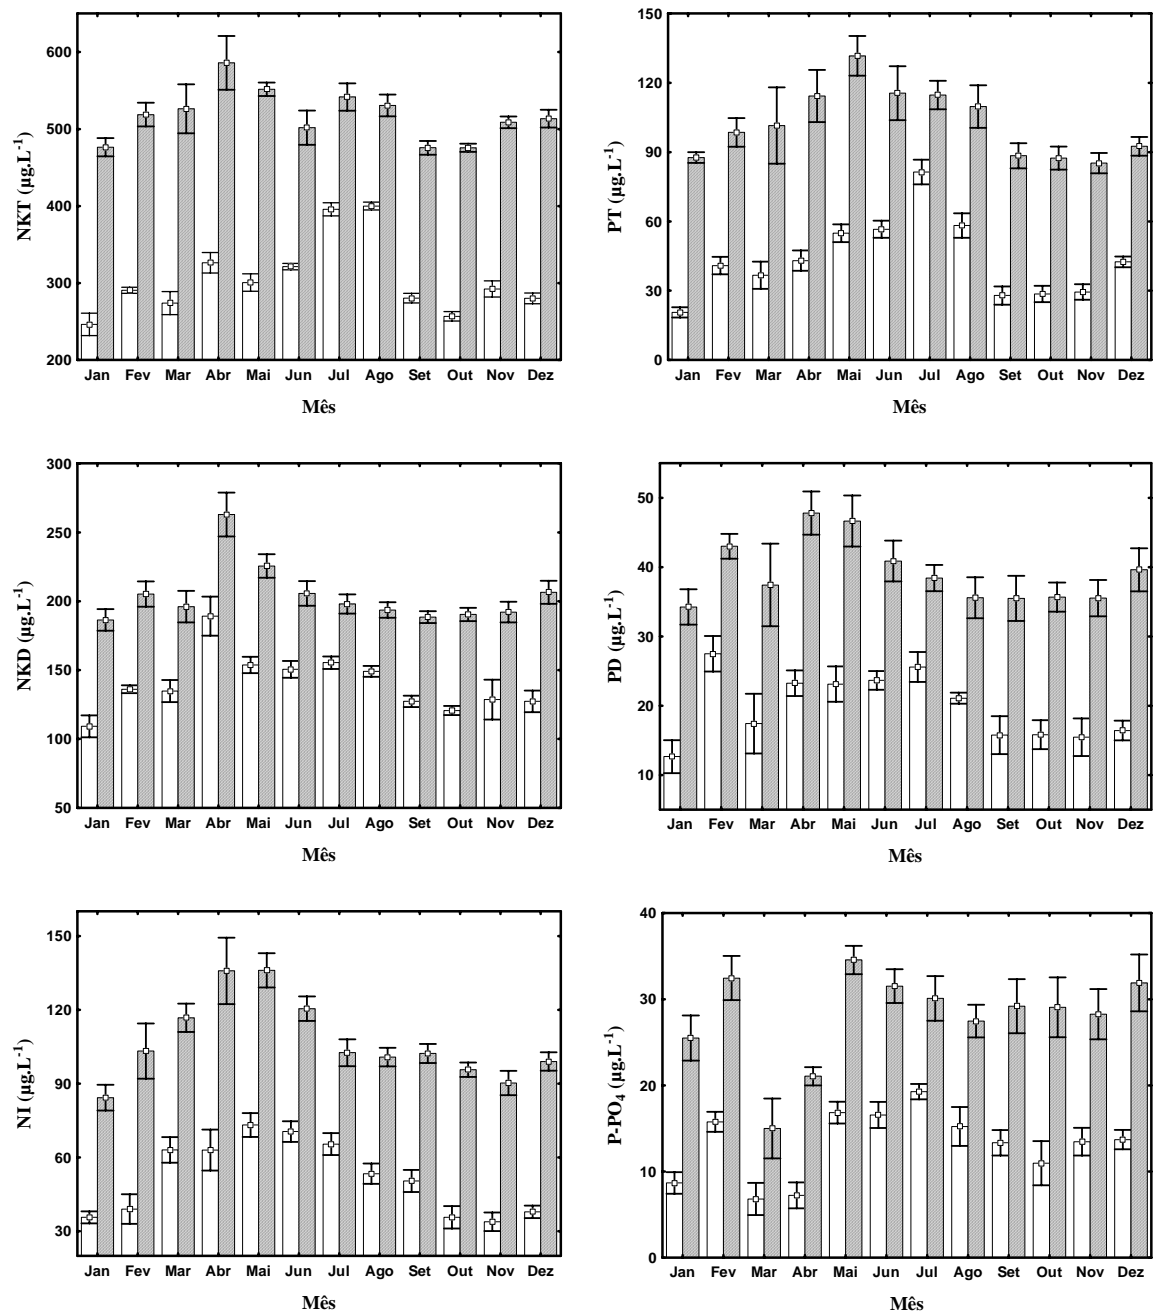 NKT (µg.L-1)
600
500
400
300
200
Jan Fev Mar Abr Mai Jun Jul Ago Set Out Nov Dez
Mês
PT (µg.L-1)
150
120
90
60
30
0
Jan Fev Mar Abr Mai Jun Jul Ago Set Out Nov Dez
Mês
NKD (µg.L-1)
300
250
200
150
100
50
Jan Fev Mar Abr Mai Jun Jul Ago Set Out Nov Dez
Mês
PD (µg.L-1)
50
40
30
20
10
Jan Fev Mar Abr Mai Jun Jul Ago Set Out Nov Dez
Mês
NI (µg.L-1)
150
120
90
60
30
Jan Fev Mar Abr Mai Jun Jul Ago Set Out Nov Dez
Mês
P-PO4 (µg.L-1)
40
30
20
10
0
Jan Fev Mar Abr Mai Jun Jul Ago Set Out Nov Dez
Mês